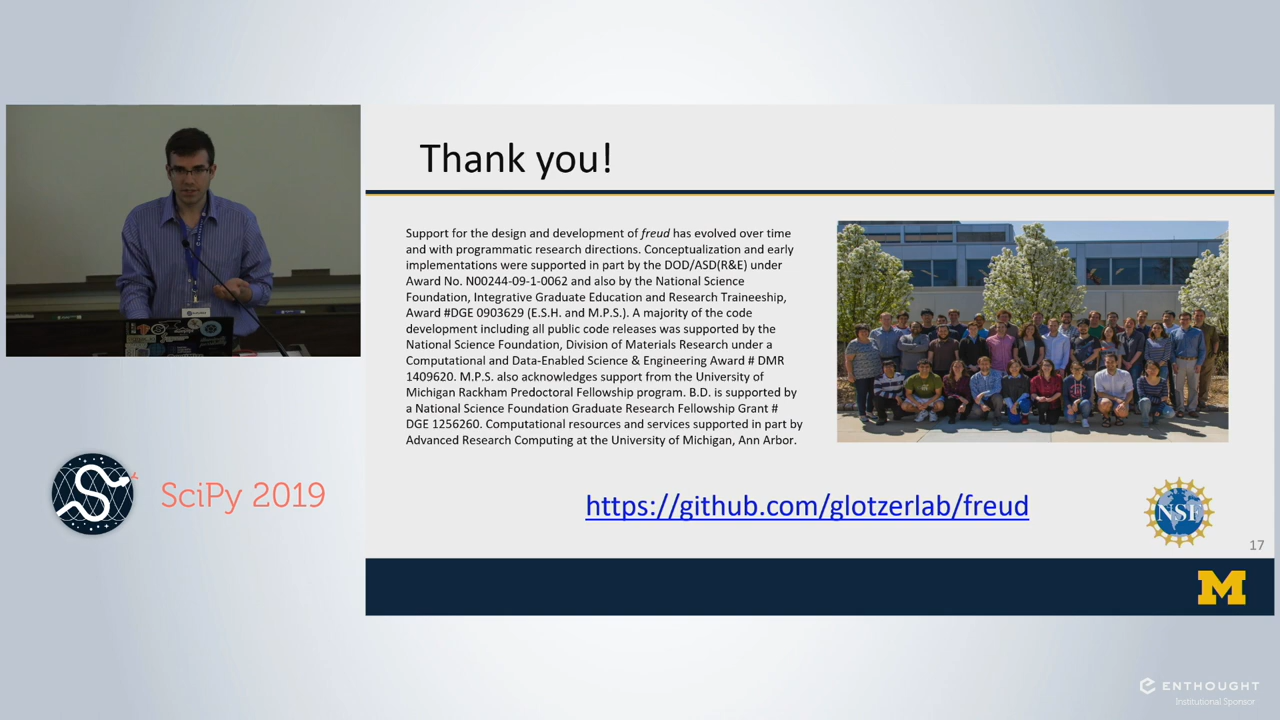 Thank you!
Support for the design and development of freud has evolved over time
and with programmatic research directions. Conceptualization and early
implementations were supported in part by the DOD/ASD(R&E) under
Award No. N00244-09-1-0062 and also by the National Science
Foundation, Integrative Graduate Education and Research Traineeship,
Award #DGE 0903629 (E.S.H. and M.P.S.). A majority of the code
development including all public code releases was supported by the
National Science Foundation, Division of Materials Research under a
Computational and Data-Enabled Science & Engineering Award # DMR
1409620. M.P.S. also acknowledges support from the University of
Michigan Rackham Predoctoral Fellowship program. B.D. is supported by
a National Science Foundation Graduate Research Fellowship Grant #
DGE 1256260. Computational resources and services supported in part by
Advanced Research Computing at the University of Michigan, Ann Arbor.
https://github.com/glotzerlab/freud
NSF
17
M
SciPy 2019
ENTHOUGHT
Institutional Sponsor